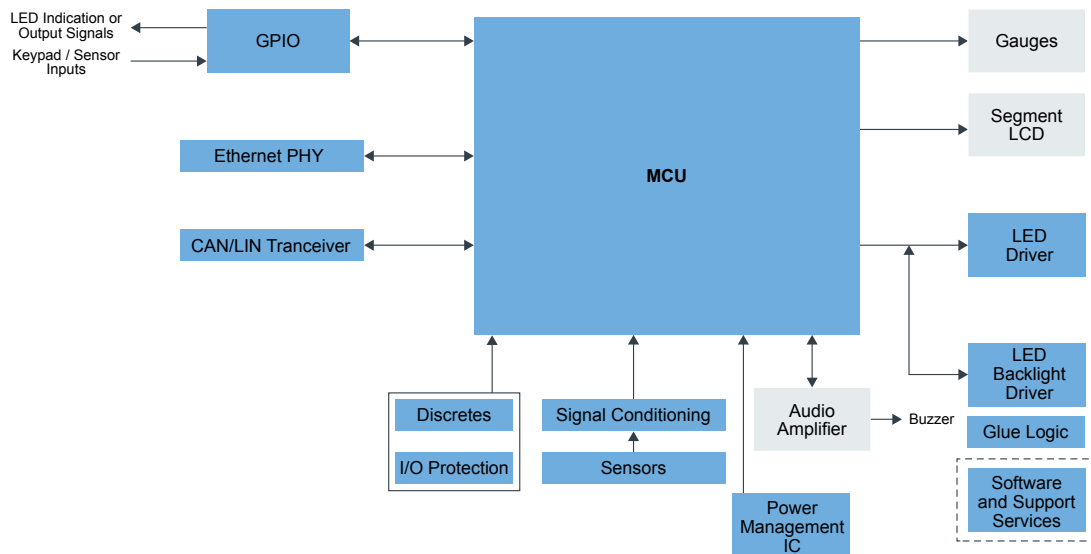 LED Indication or
Output Signals
Keypad / Sensor
Inputs
GPIO
Ethernet PHY
CAN/LIN Tranceiver
MCU
Gauges
Segment
LCD
LED
Driver
LED
Backlight
Driver
Discretes
I/O Protection
Signal Conditioning
Sensors
Power
Management
IC
Audio
Amplifier
Buzzer
Glue Logic
Software
and Support
Services